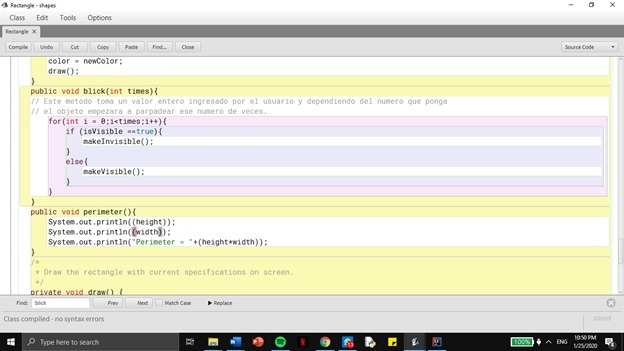 Rectangle - shapes
Class Edit Tools Options
Rectangle ×
Compile Undo Cut Copy Paste Find... Close Source Code
color = newColor;
draw();
}
public void blick(int times){
// Este metodo toma un valor entero ingresado por el usuario y dependiendo del numero que ponga
// el objeto empezara a parpadear ese numero de veces.
for(int i = 0;i<times;i++){
if (isVisible ==true){
makeInvisible();
}
else{
makeVisible();
}
}
}
public void perimeter(){
System.out.println((height));
System.out.println((width));
System.out.println("Perimeter = "+(height*width));
}
/*
* Draw the rectangle with current specifications on screen.
*/
private void draw() {
Find: blick Prev Next Match Case Replace
Class compiled - no syntax errors
saved
Type here to search
100%
ENG
10:50 PM
1/25/2020